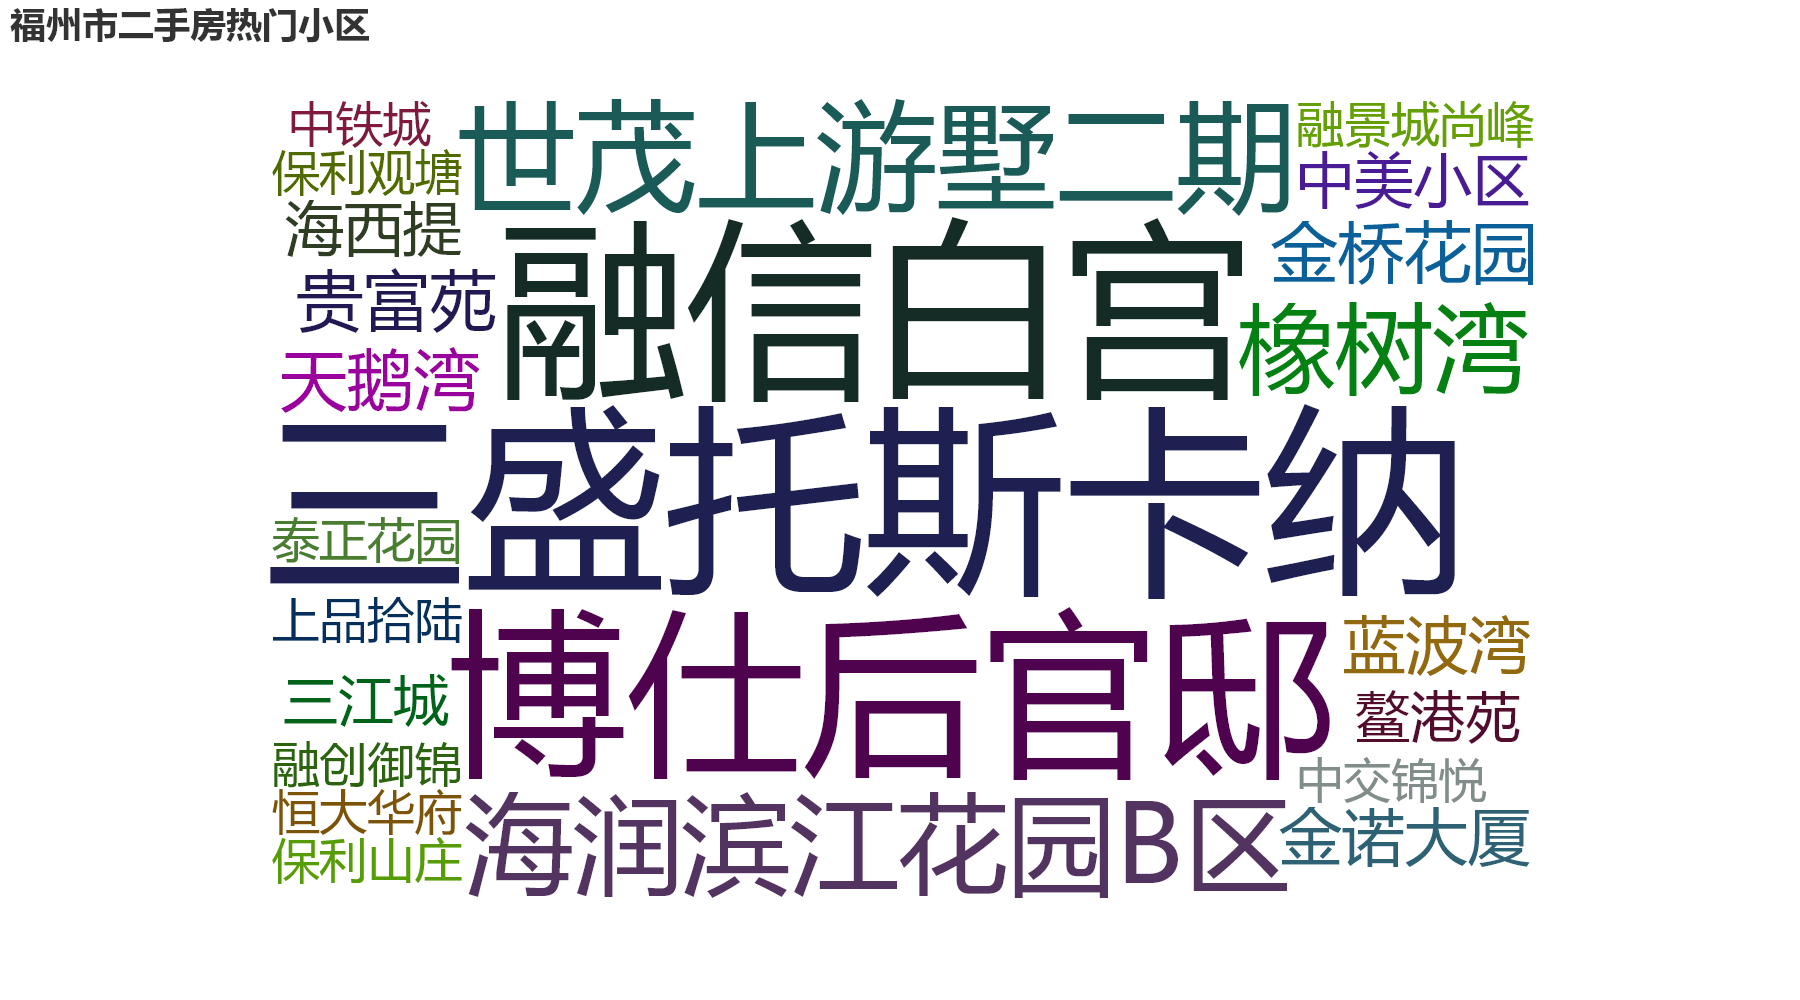 福州市二手房热门小区
中铁城
世茂上游墅二期
融景城尚峰
保利观塘
中美小区
海西提
融信白宫
金桥花园
贵富苑
橡树湾
天鹅湾
三盛托斯卡纳
泰正花园
上品拾陆
博仕后官邸
蓝波湾
三江城
鳌港苑
融创御锦
中交锦悦
恒大华府
海润滨江花园B区
金诺大厦
保利山庄